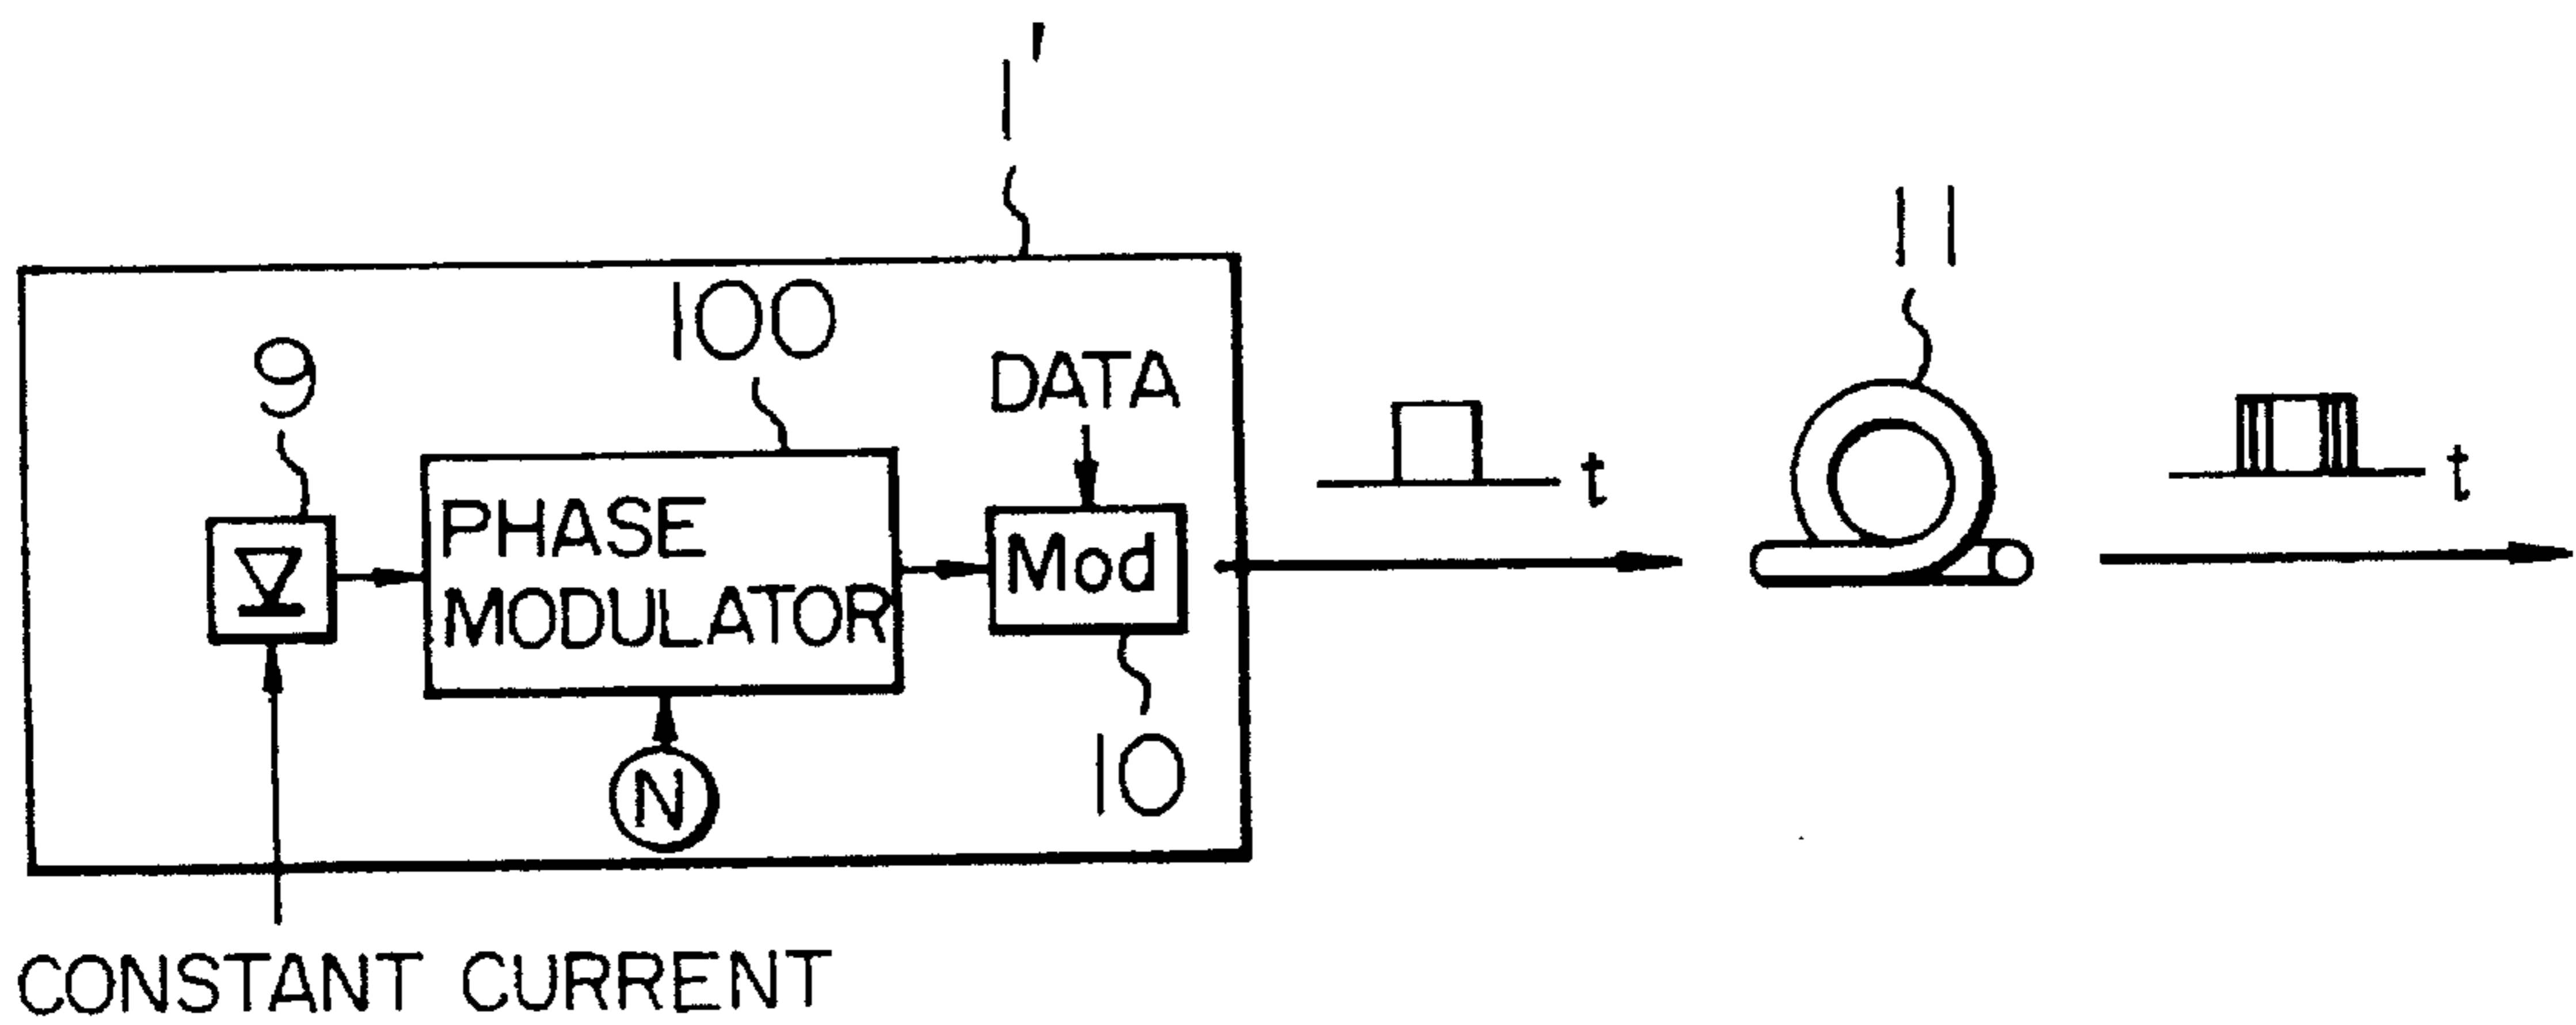 1'
11
100
9
DATA
t
t
PHASE
MODULATOR
Mod
N
10
CONSTANT CURRENT